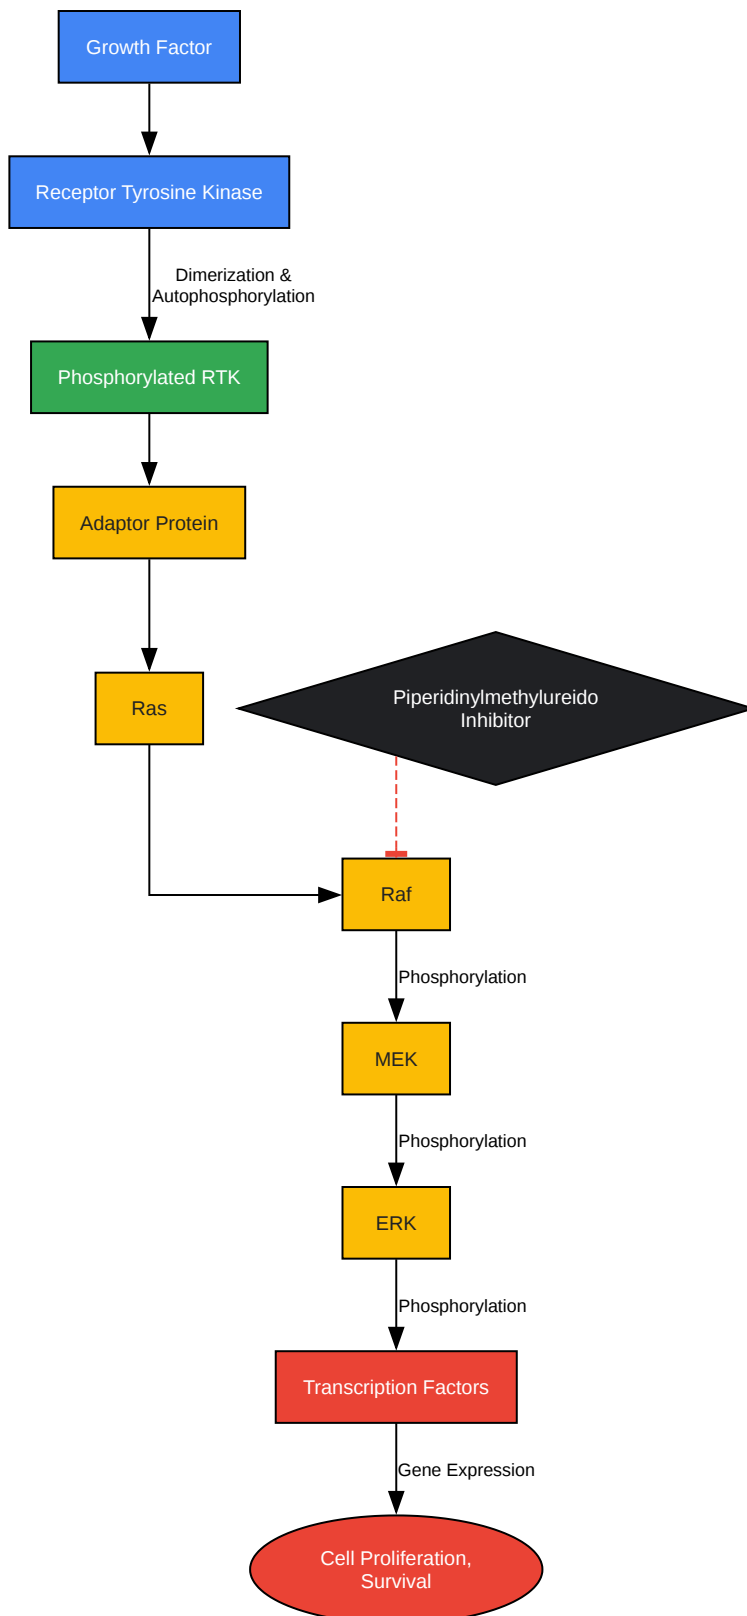 Growth Factor
Receptor Tyrosine Kinase
Dimerization &
Autophosphorylation
Phosphorylated RTK
Adaptor Protein
Ras
Piperidinylmethylureido
Inhibitor
Raf
Phosphorylation
MEK
Phosphorylation
ERK
Phosphorylation
Transcription Factors
Gene Expression
Cell Proliferation,
Survival